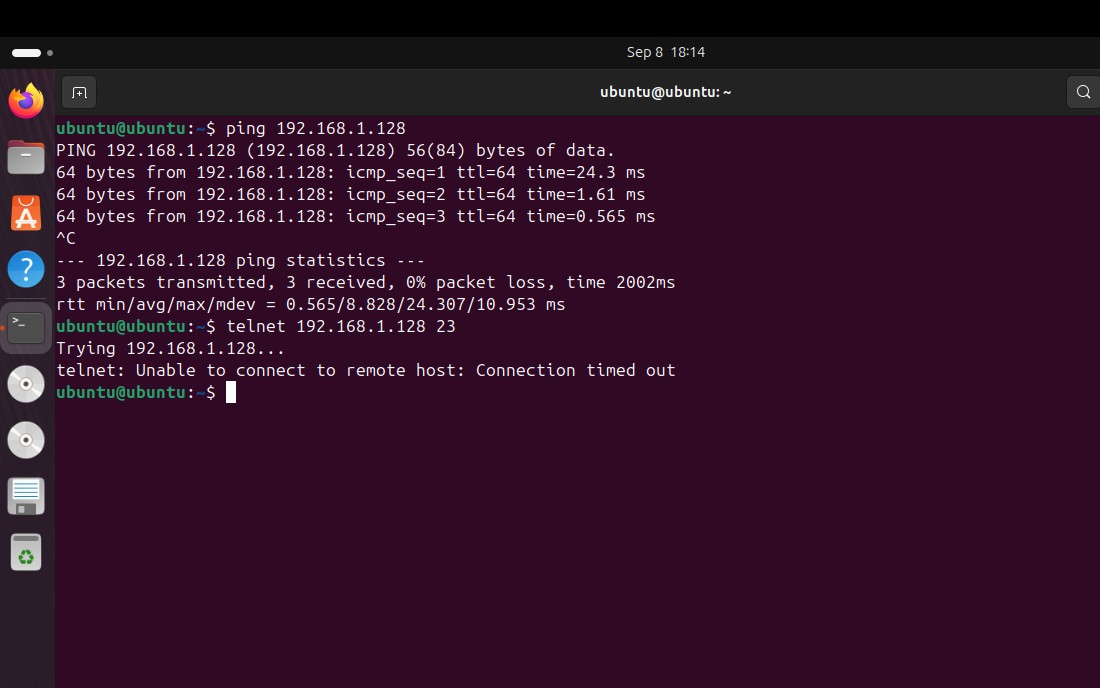 Sep 8 18:14
ubuntu@ubuntu: ~
ubuntu@ubuntu:~$ ping 192.168.1.128
PING 192.168.1.128 (192.168.1.128) 56(84) bytes of data.
64 bytes from 192.168.1.128: icmp_seq=1 ttl=64 time=24.3 ms
64 bytes from 192.168.1.128: icmp_seq=2 ttl=64 time=1.61 ms
64 bytes from 192.168.1.128: icmp_seq=3 ttl=64 time=0.565 ms
^C
--- 192.168.1.128 ping statistics ---
3 packets transmitted, 3 received, 0% packet loss, time 2002ms
rtt min/avg/max/mdev = 0.565/8.828/24.307/10.953 ms
ubuntu@ubuntu:~$ telnet 192.168.1.128 23
Trying 192.168.1.128...
telnet: Unable to connect to remote host: Connection timed out
ubuntu@ubuntu:~$